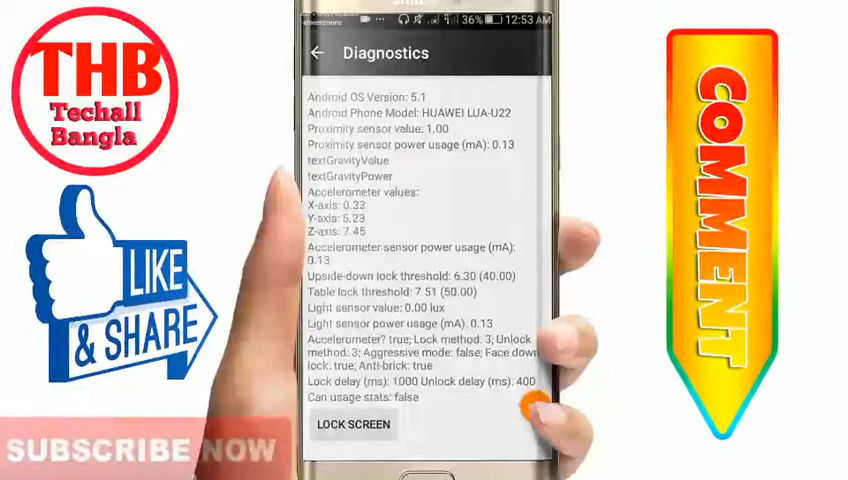 THB
Techall
Bangla
LIKE
& SHARE
SUBSCRIBE NOW
36%
12:53 AM
Diagnostics
Android OS Version: 5.1
Android Phone Model: HUAWEI LUA-U22
Proximity sensor value: 1.00
Proximity sensor power usage (mA): 0.13
textGravityValue
textGravityPower
Accelerometer values:
X-axis: 0.32
Y-axis: 5.23
Z-axis: 7.45
Accelerometer sensor power usage (mA):
0.13
Upside-down lock threshold: 6.30 (40.00)
Table lock threshold: 7.51 (50.00)
Light sensor value: 0.00 lux
Light sensor power usage (mA): 0.13
Accelerometer? true; Lock method: 3; Unlock
method: 3; Aggressive mode: false; Face down
lock: true; Anti-brick: true
Lock delay (ms): 1000 Unlock delay (ms): 400
Can usage stats: false
LOCK SCREEN
COMMENT